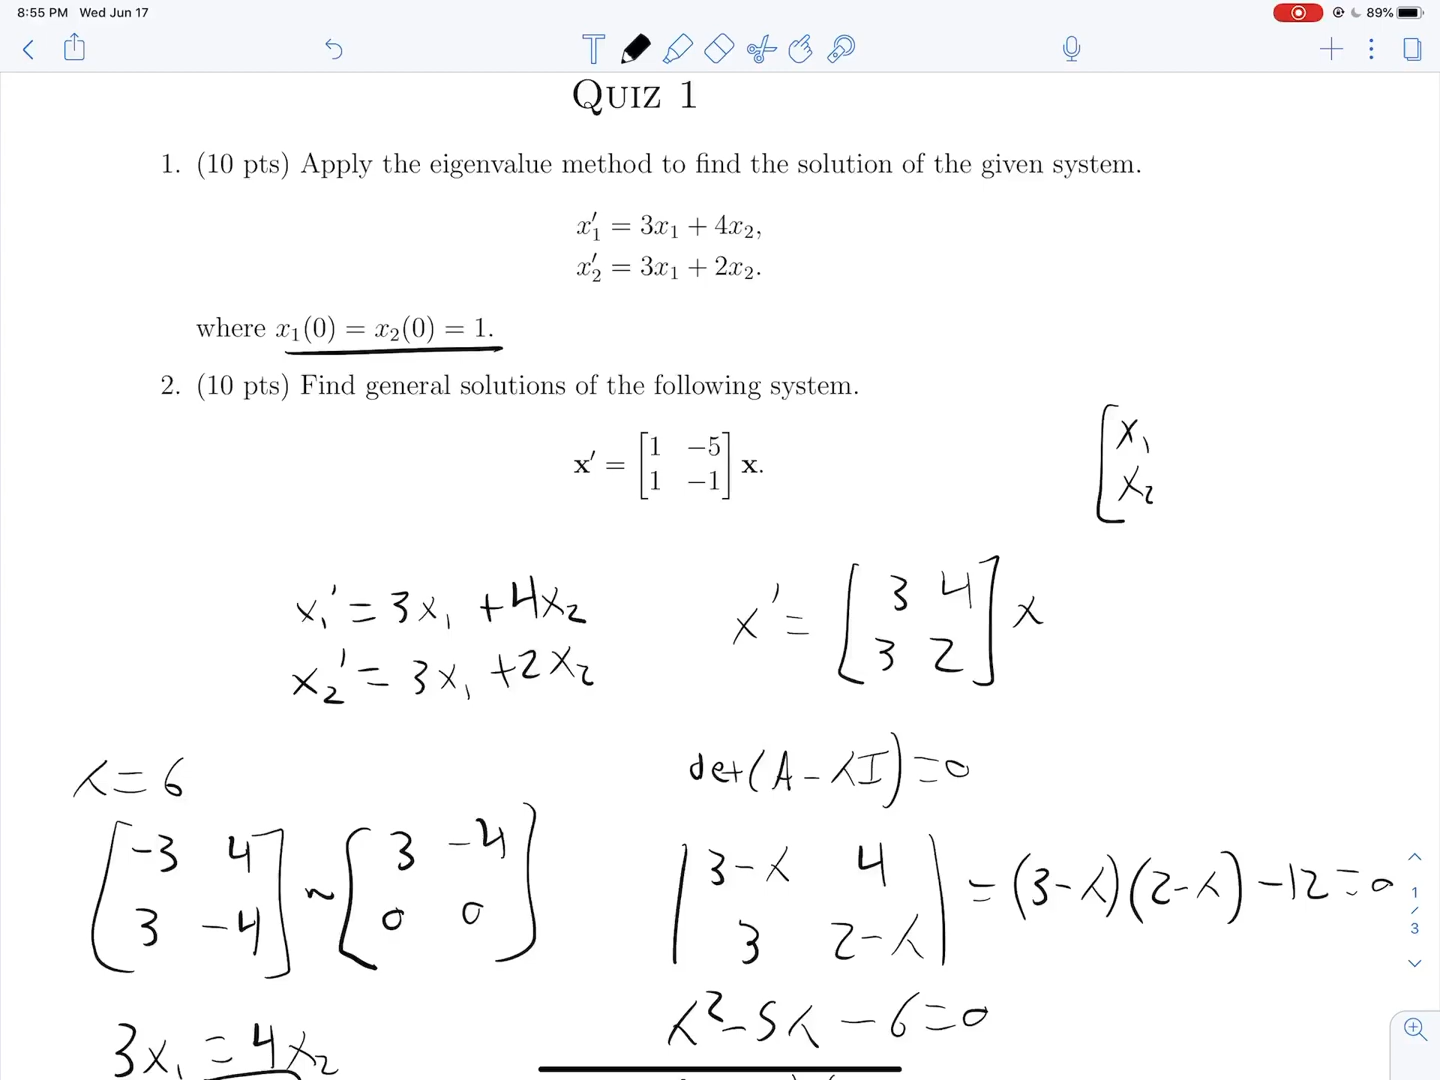 8:55 PM Wed Jun 17
89%
T
QUIZ 1
1. (10 pts) Apply the eigenvalue method to find the solution of the given system.
x₁′ = 3x₁ + 4x₂,
x₂′ = 3x₁ + 2x₂.
where x₁(0) = x₂(0) = 1.
2. (10 pts) Find general solutions of the following system.
x′ = [1 −5; 1 −1] x.
[x₁
x₂
x₁′ = 3x₁ + 4x₂
x₂′ = 3x₁ + 2x₂
x′ = [3 4; 3 2] x
det(A − λI) = 0
|3−λ 4; 3 2−λ| = (3−λ)(2−λ) − 12 = 0
λ² − 5λ − 6 = 0
λ = 6
[−3 4; 3 −4] ~ [3 −4; 0 0]
3x₁ = 4x₂
1
/
3